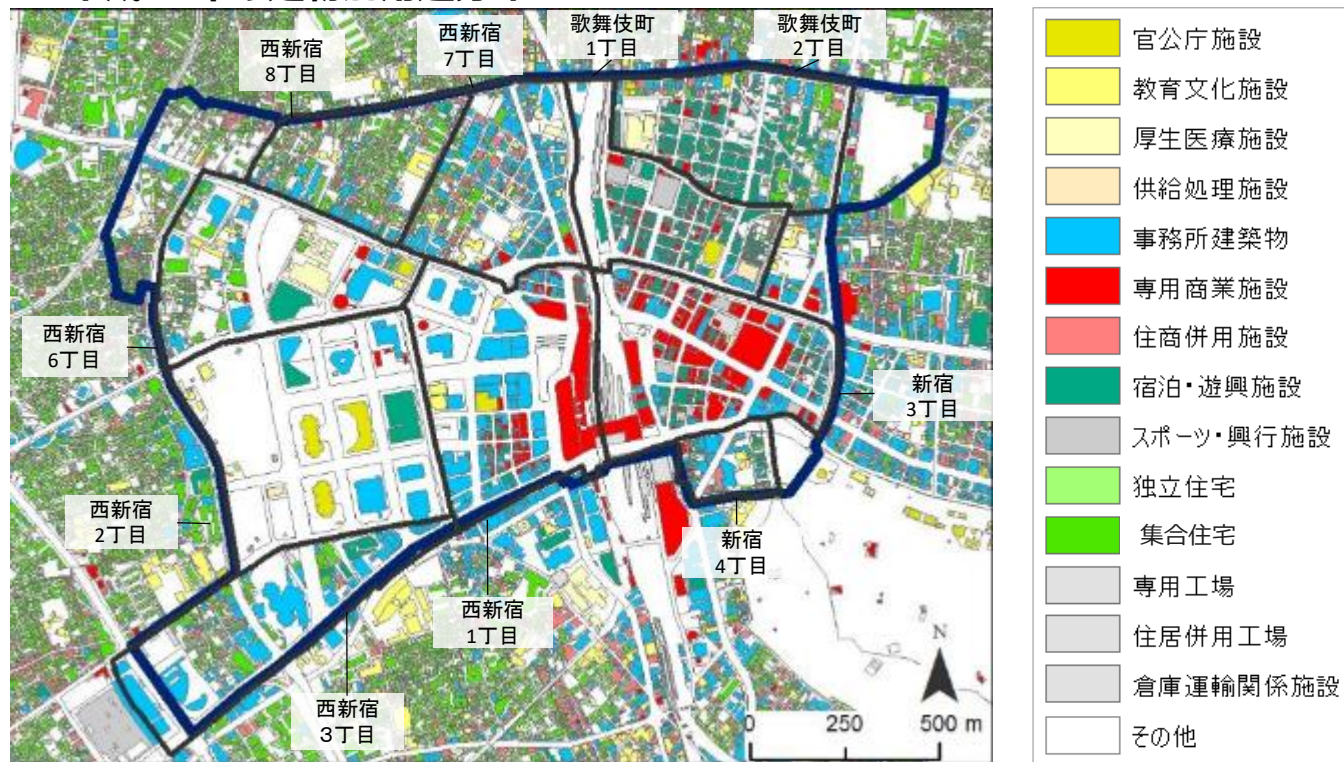 西新宿
8丁目
西新宿
7丁目
歌舞伎町
1丁目
歌舞伎町
2丁目
西新宿
6丁目
新宿
3丁目
西新宿
2丁目
新宿
4丁目
西新宿
1丁目
西新宿
3丁目
N
0 250 500 m
官公庁施設
教育文化施設
厚生医療施設
供給処理施設
事務所建築物
専用商業施設
住商併用施設
宿泊・遊興施設
スポーツ・興行施設
独立住宅
集合住宅
専用工場
住居併用工場
倉庫運輸関係施設
その他